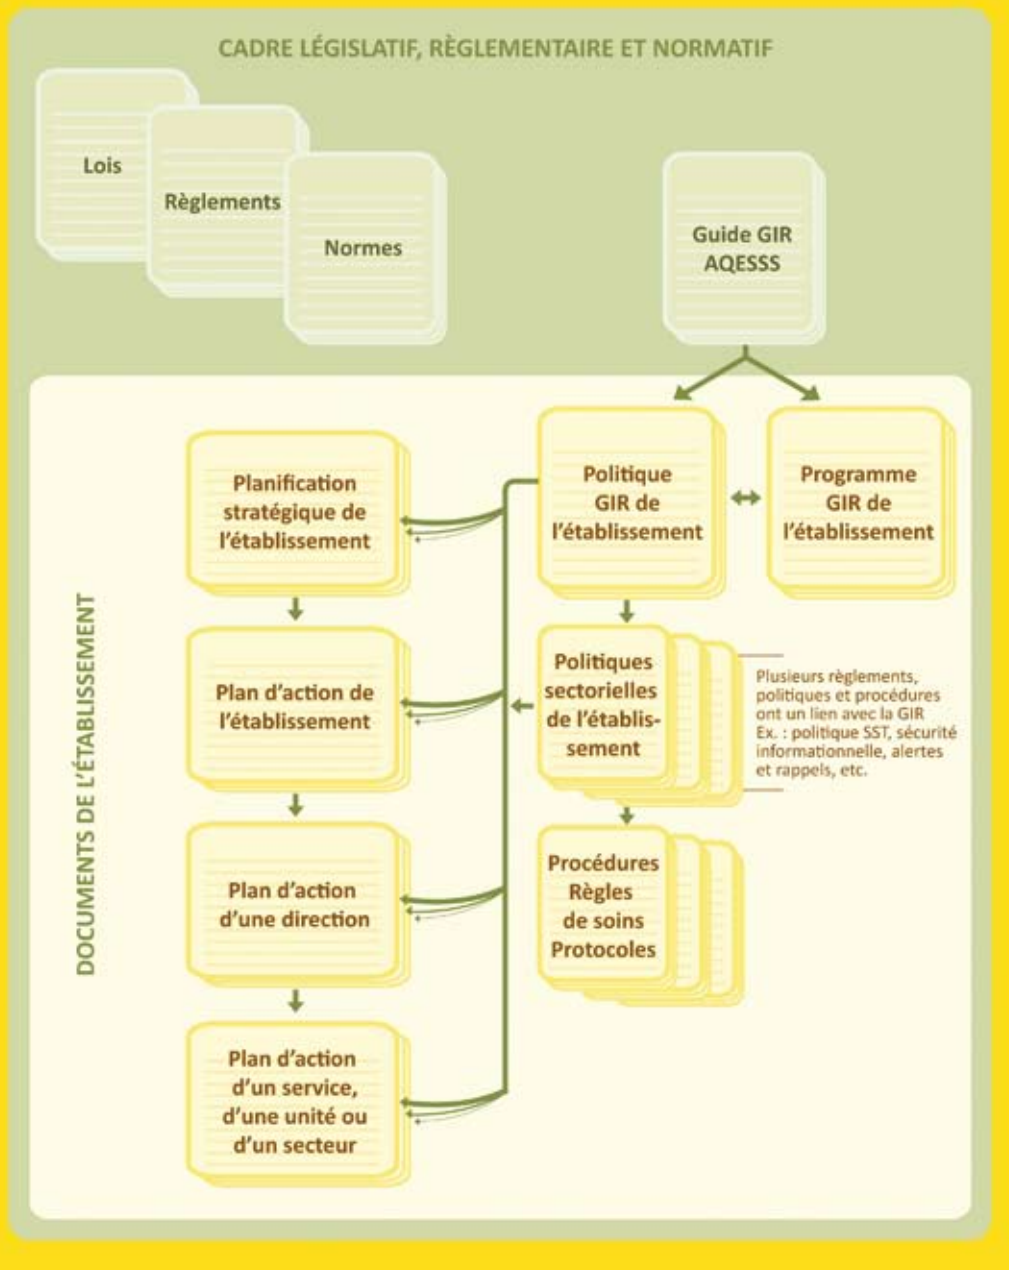 CADRE LÉGISLATIF, RÈGLEMENTAIRE ET NORMATIF
Lois
Règlements
Normes
Guide GIR
AQESSS
DOCUMENTS DE L'ÉTABLISSEMENT
Planification
stratégique de
l'établissement
Politique
GIR de
l'établissement
Programme
GIR de
l'établissement
Plan d'action de
l'établissement
Politiques
sectorielles
de l'établis-
sement
Plusieurs règlements,
politiques et procédures
ont un lien avec la GIR
Ex. : politique SST, sécurité
informationnelle, alertes
et rappels, etc.
Plan d'action
d'une direction
Procédures
Règles
de soins
Protocoles
Plan d'action
d'un service,
d'une unité ou
d'un secteur